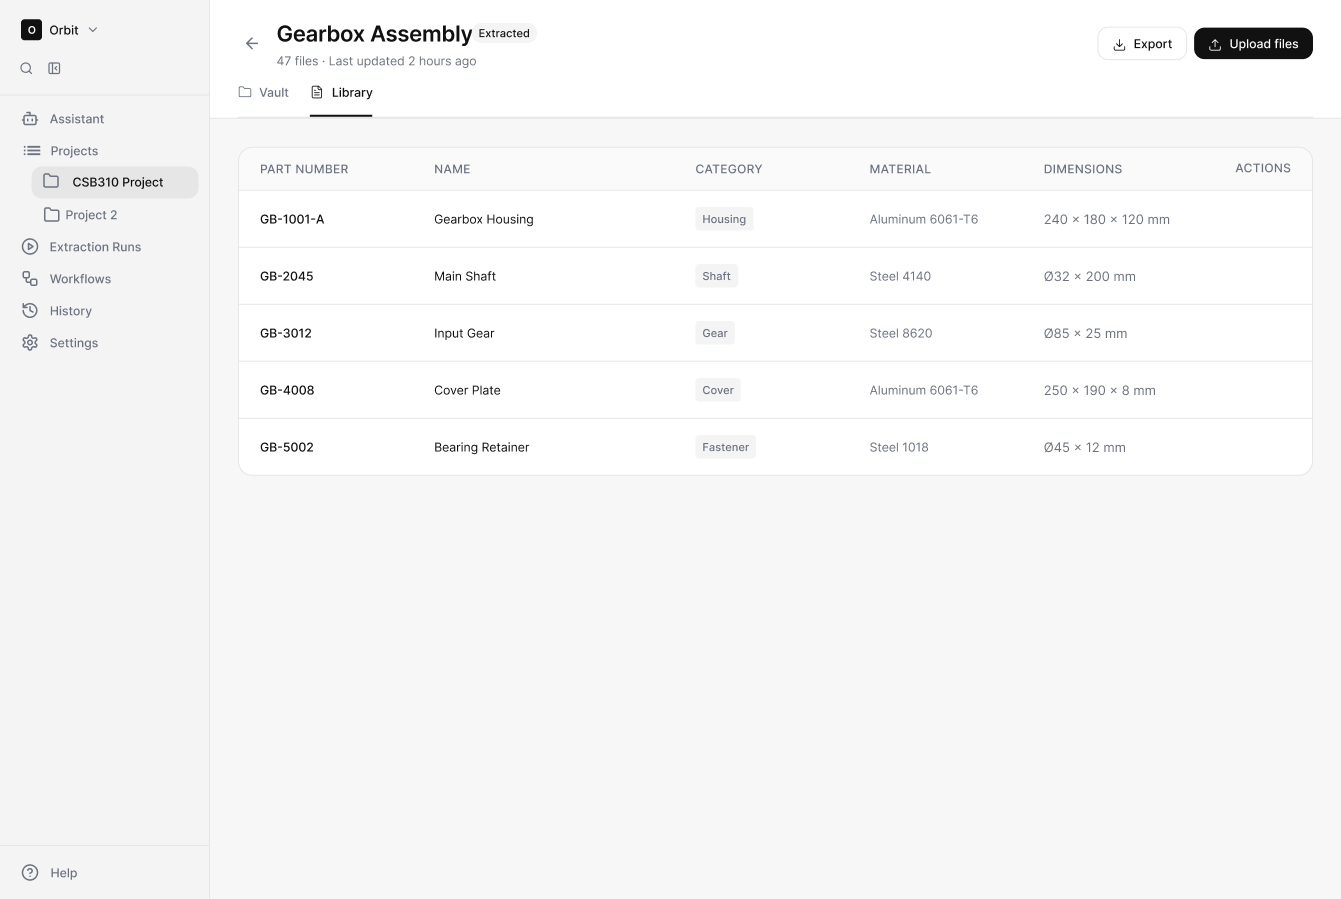 O Orbit
Assistant
Projects
CSB310 Project
Project 2
Extraction Runs
Workflows
History
Settings
Help
Gearbox Assembly Extracted
47 files · Last updated 2 hours ago
Export
Upload files
Vault
Library
PART NUMBER NAME CATEGORY MATERIAL DIMENSIONS ACTIONS
GB-1001-A Gearbox Housing Housing Aluminum 6061-T6 240 × 180 × 120 mm
GB-2045 Main Shaft Shaft Steel 4140 Ø32 × 200 mm
GB-3012 Input Gear Gear Steel 8620 Ø85 × 25 mm
GB-4008 Cover Plate Cover Aluminum 6061-T6 250 × 190 × 8 mm
GB-5002 Bearing Retainer Fastener Steel 1018 Ø45 × 12 mm